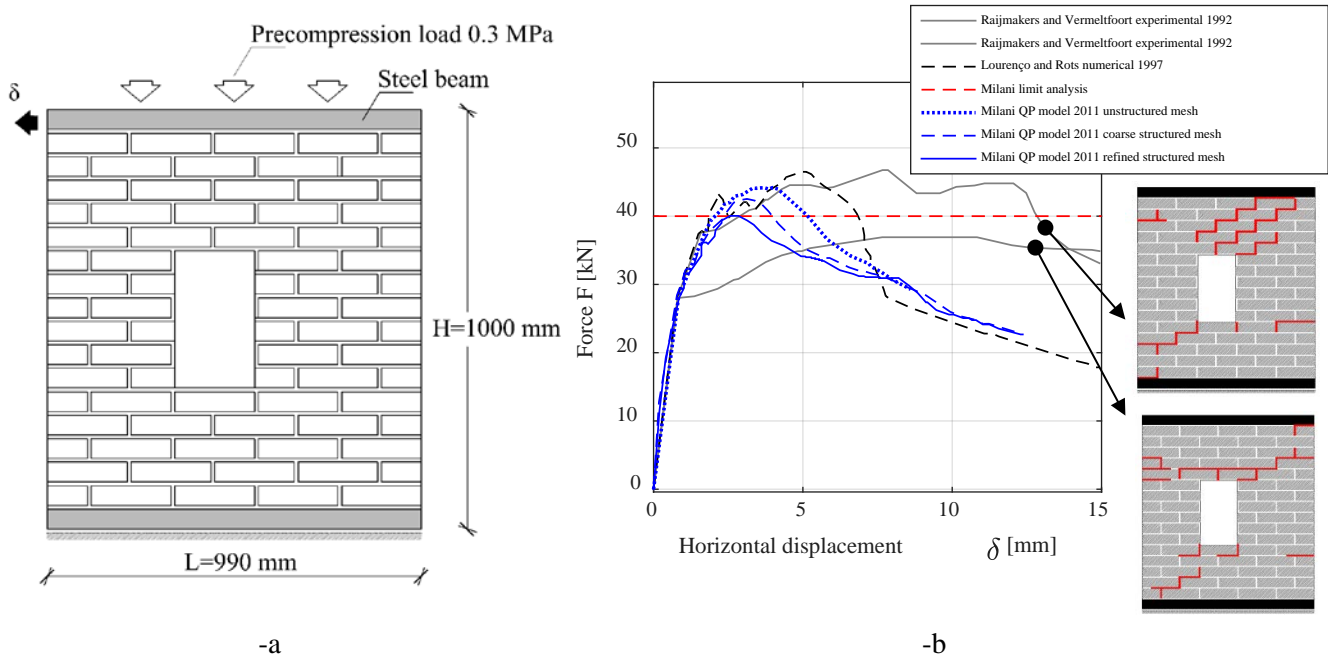 Precompression load 0.3 MPa
Steel beam
δ
H=1000 mm
L=990 mm
-a
Raijmakers and Vermeltfoort experimental 1992
Raijmakers and Vermeltfoort experimental 1992
Lourenço and Rots numerical 1997
Milani limit analysis
Milani QP model 2011 unstructured mesh
Milani QP model 2011 coarse structured mesh
Milani QP model 2011 refined structured mesh
Force F [kN]
50
40
30
20
10
0
0 5 10 15
Horizontal displacement δ [mm]
-b